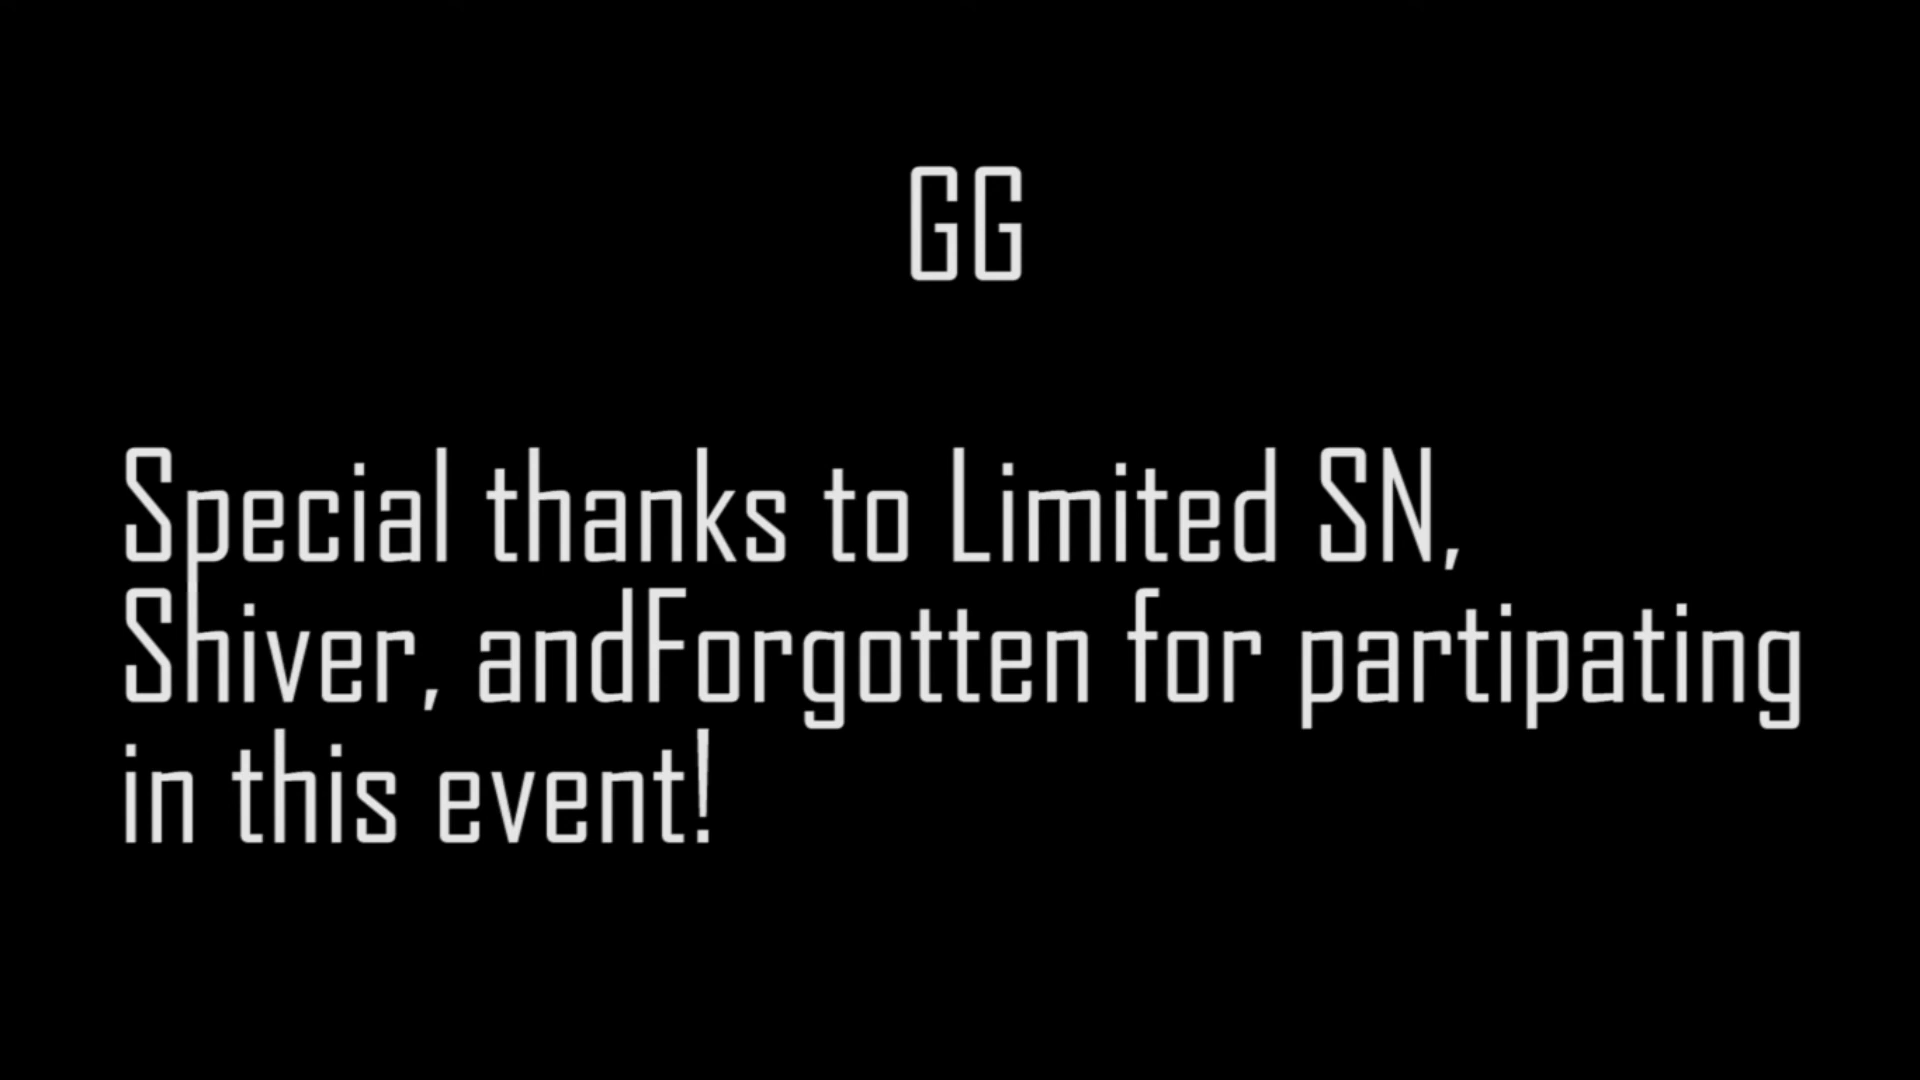 GG
Special thanks to Limited SN,
Shiver, andForgotten for partipating
in this event!